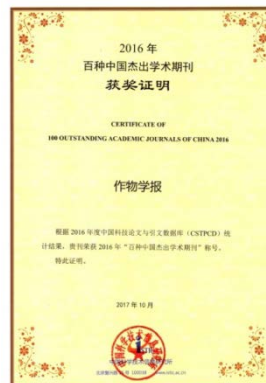 2016 年
百种中国杰出学术期刊
获奖证明
CERTIFICATE OF
100 OUTSTANDING ACADEMIC JOURNALS OF CHINA 2016
作物学报
根据 2016 年度中国科技论文与引文数据库（CSTPCD）统
计结果，贵刊荣获 2016 年“百种中国杰出学术期刊”称号。
特此证明。
2017 年 10 月